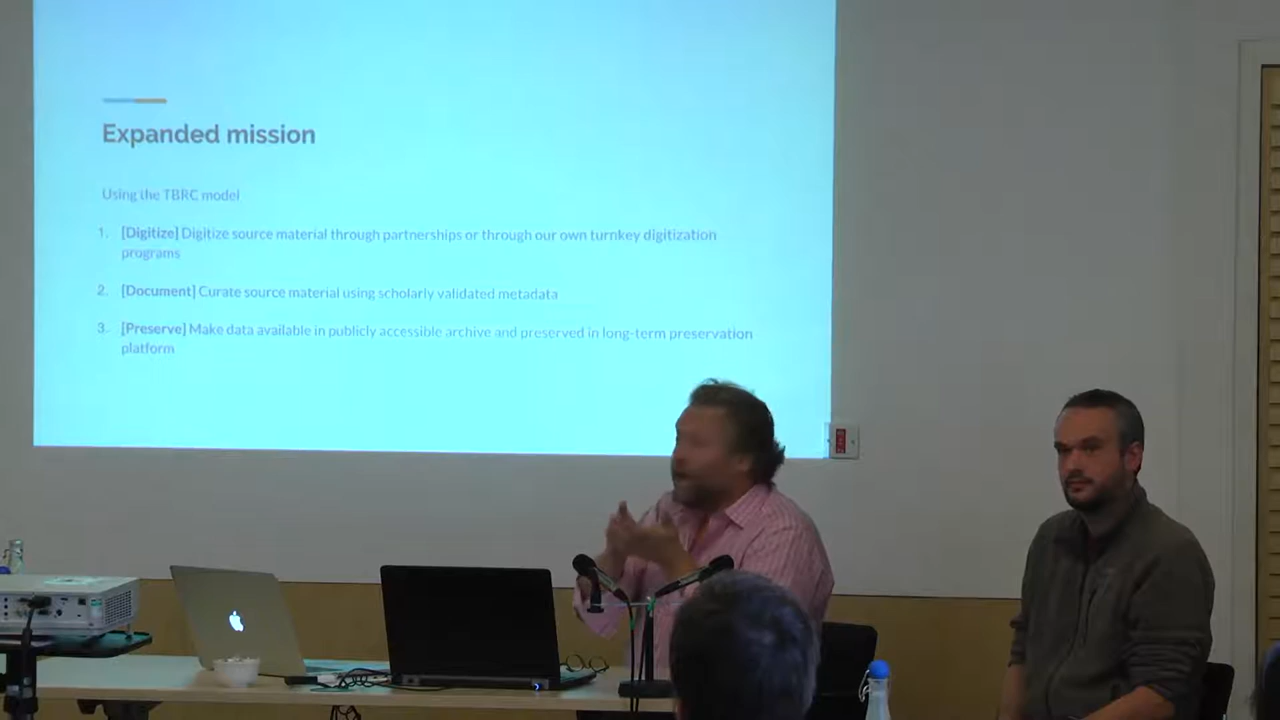 Expanded mission
Using the TBRC model
1. [Digitize] Digitize source material through partnerships or through our own turnkey digitization
programs
2. [Document] Curate source material using scholarly validated metadata
3. [Preserve] Make data available in publicly accessible archive and preserved in long-term preservation
platform